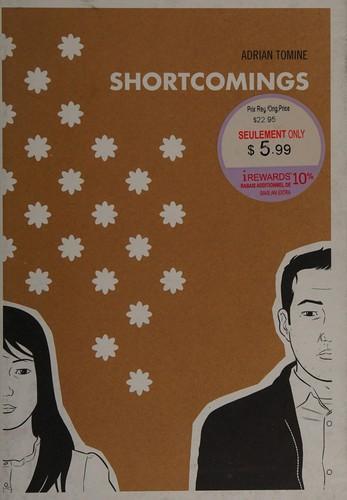 ADRIAN TOMINE
SHORTCOMINGS
Prix Reg./Orig.Price
$22.95
SEULEMENT ONLY
$ 5.99
iREWARDS 10%
RABAIS ADDITIONNEL DE